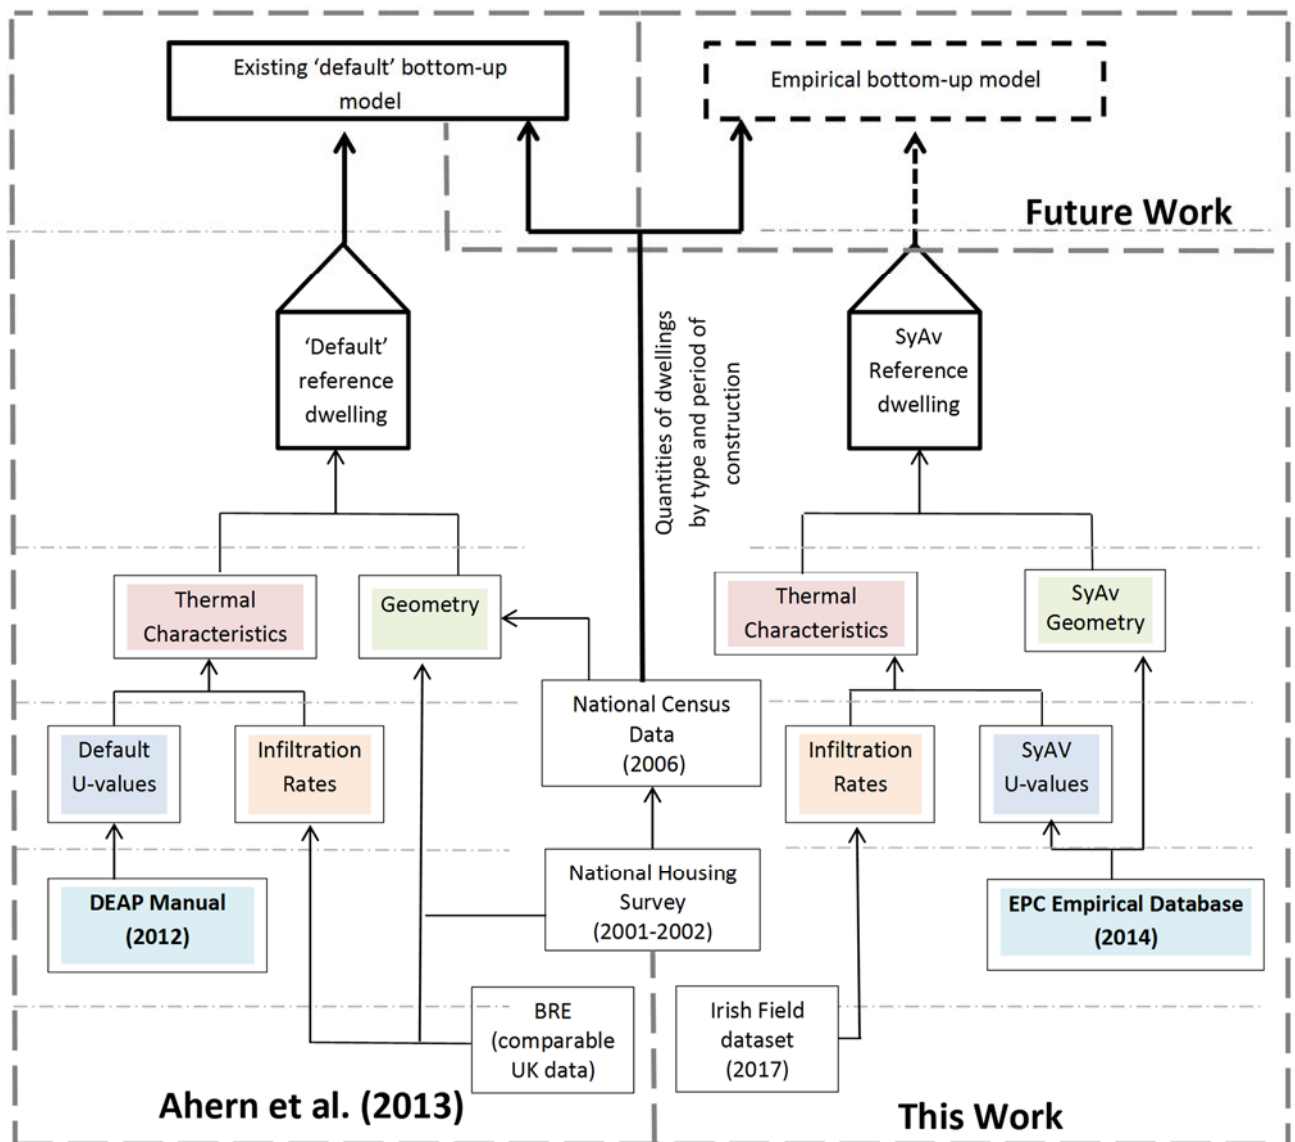 Existing ‘default’ bottom-up
model
Empirical bottom-up model
Future Work
‘Default’
reference
dwelling
Quantities of dwellings
by type and period of
construction
SyAv
Reference
dwelling
Thermal
Characteristics
Geometry
Thermal
Characteristics
SyAv
Geometry
National Census
Data
(2006)
Default
U-values
Infiltration
Rates
Infiltration
Rates
SyAV
U-values
DEAP Manual
(2012)
National Housing
Survey
(2001-2002)
EPC Empirical Database
(2014)
BRE
(comparable
UK data)
Irish Field
dataset
(2017)
Ahern et al. (2013)
This Work